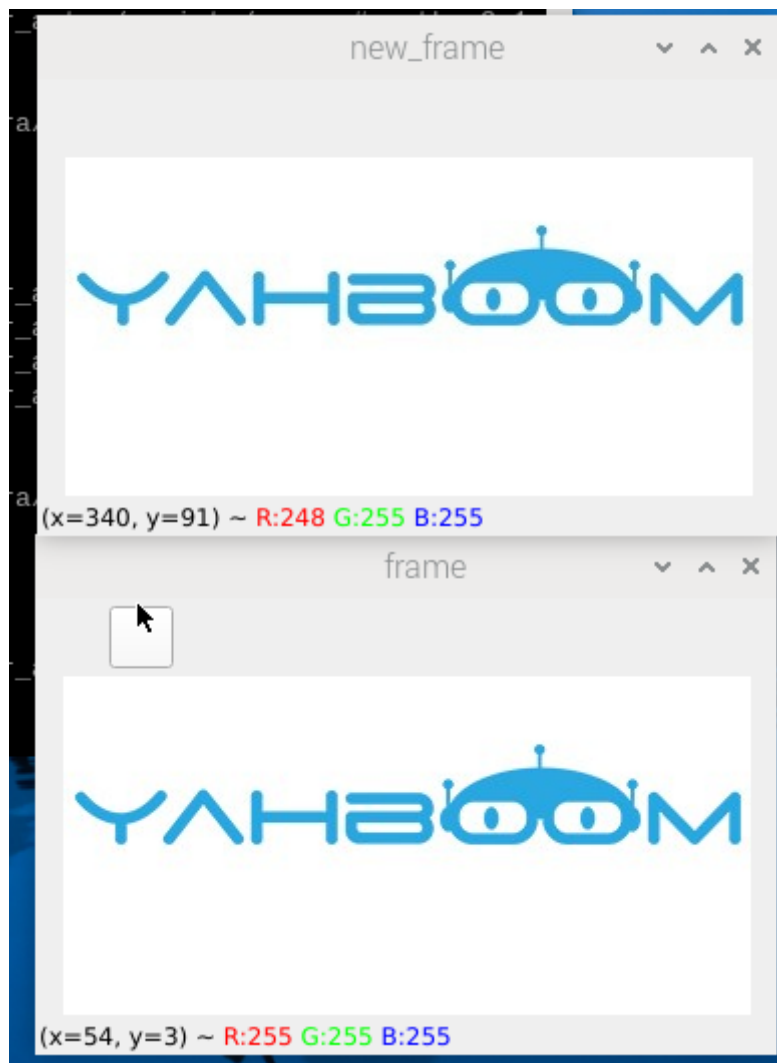 new_frame
YAHBOOM
(x=340, y=91) ~ R:248 G:255 B:255
frame
YAHBOOM
(x=54, y=3) ~ R:255 G:255 B:255